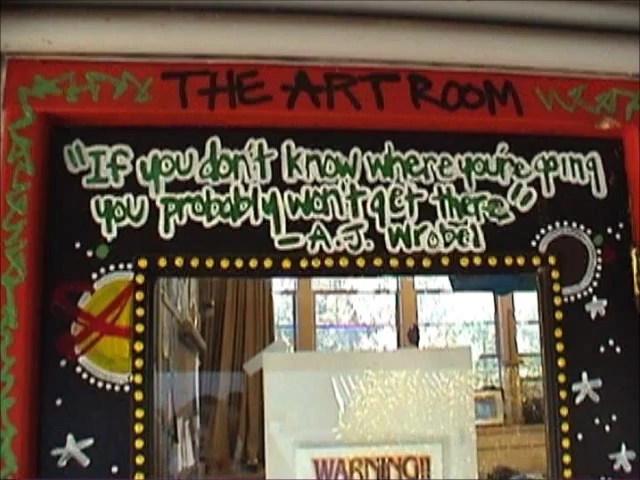 THE ART ROOM
"If you don't know where you're going
you probably won't get there"
- A.J. Wrobel
WARNING!!